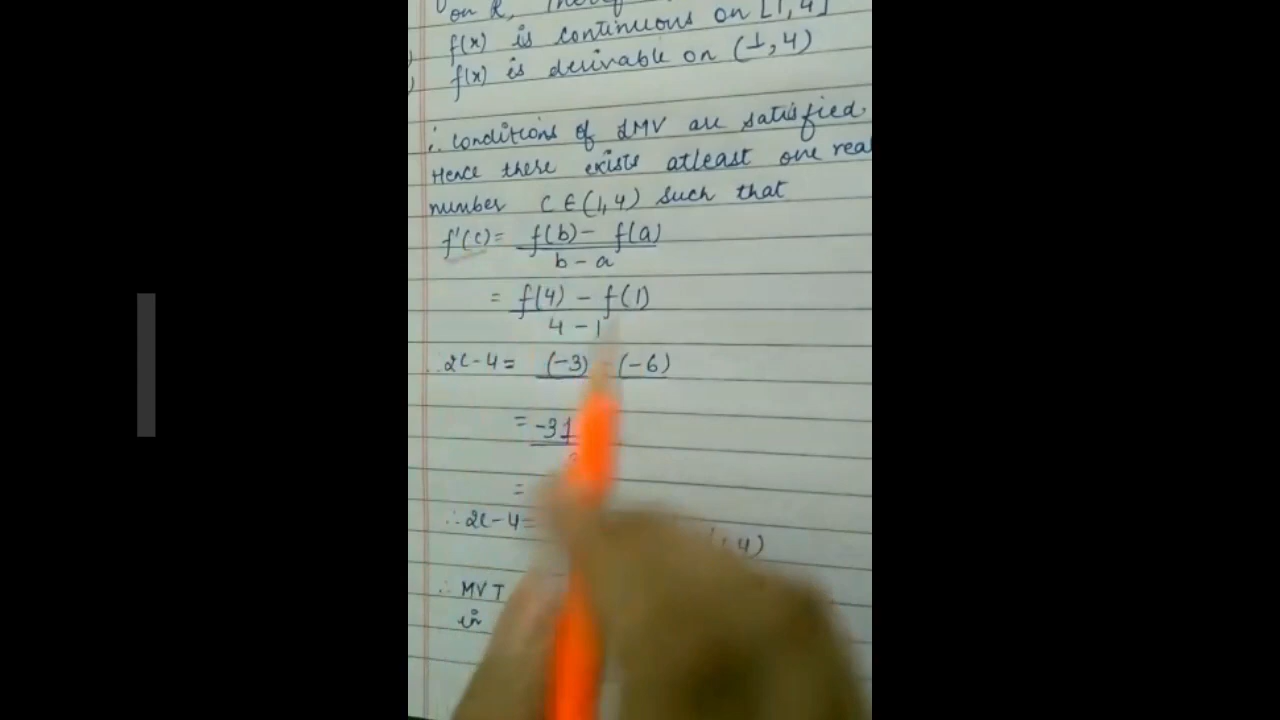 on R,
f(x) is continuous on [1,4]
f(x) is derivable on (1,4)
∴ conditions of LMV are satisfied.
Hence there exists atleast one real
number C ∈ (1,4) such that
f'(c) = f(b) - f(a)
b - a
= f(4) - f(1)
4 - 1
∴ 2c - 4 = (-3) - (-6)
= -3+
=
∴ 2c - 4 =
, 4)
∴ MVT
in